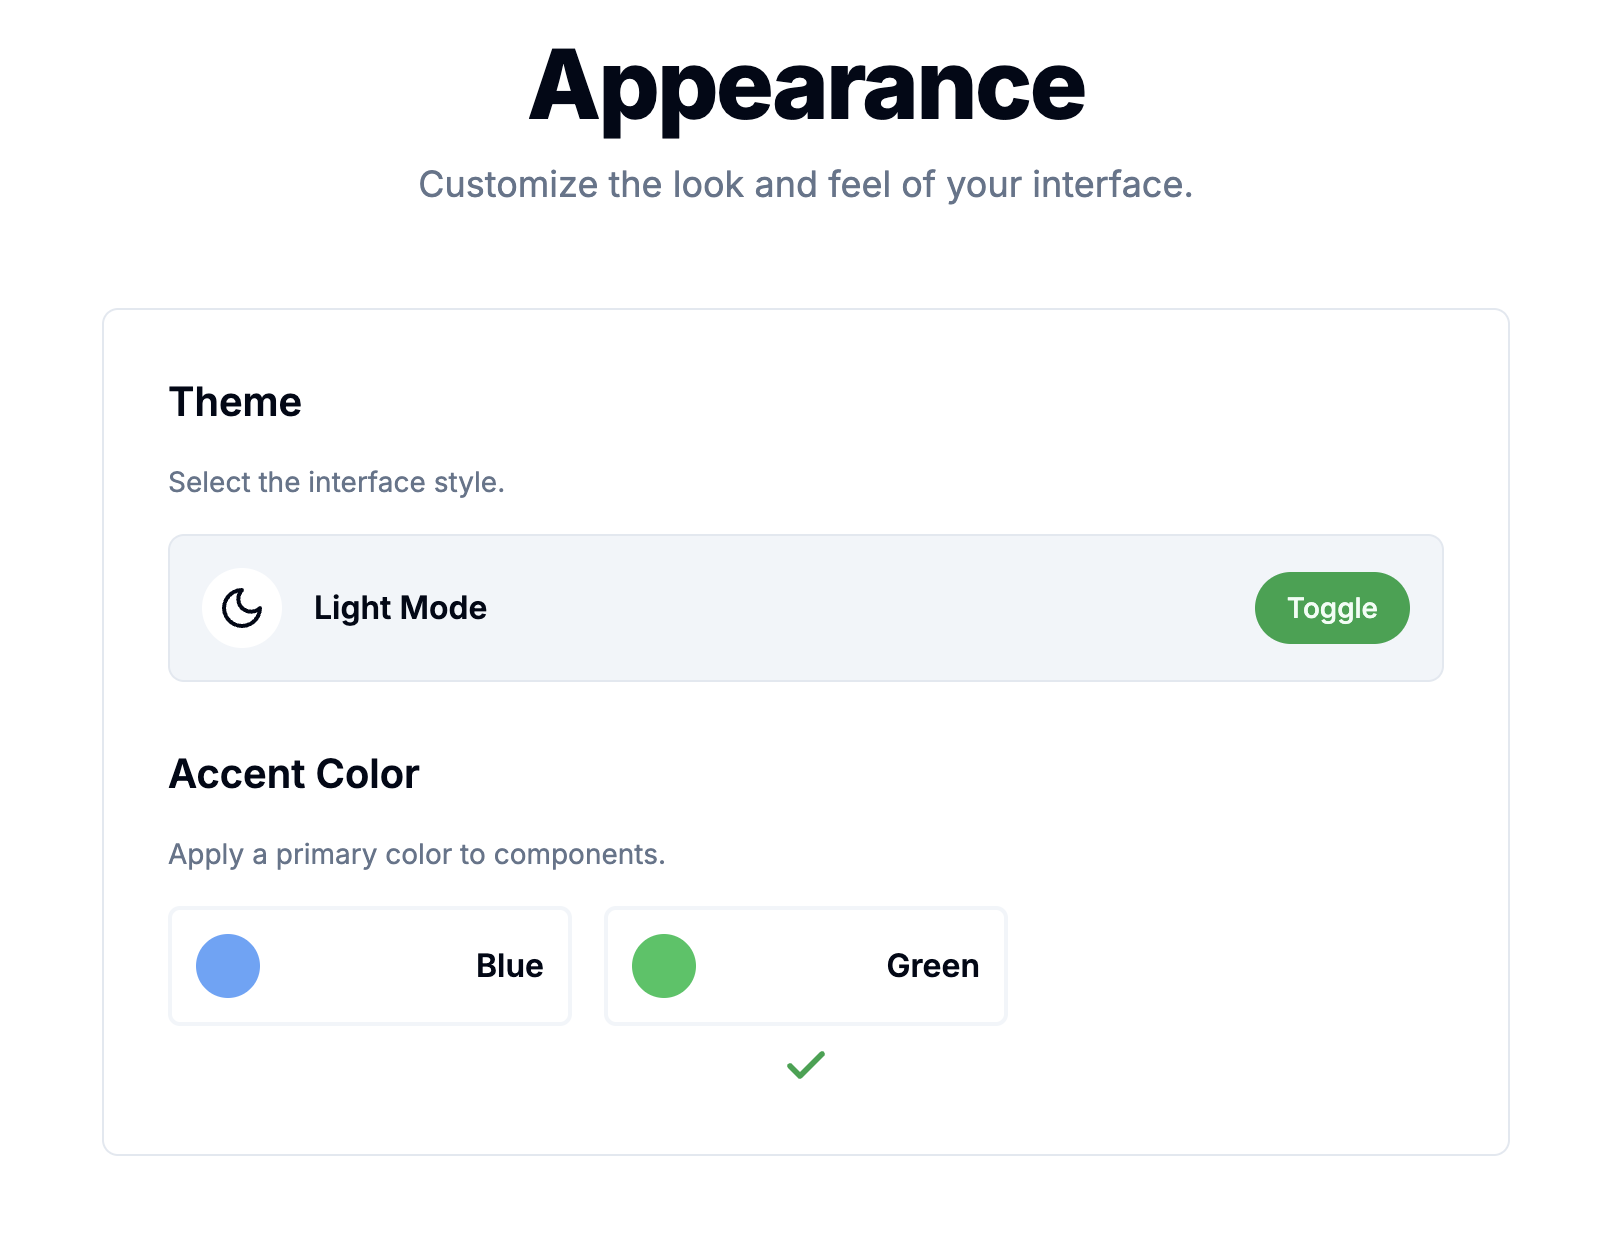 Appearance
Customize the look and feel of your interface.
Theme
Select the interface style.
Light Mode
Toggle
Accent Color
Apply a primary color to components.
Blue
Green